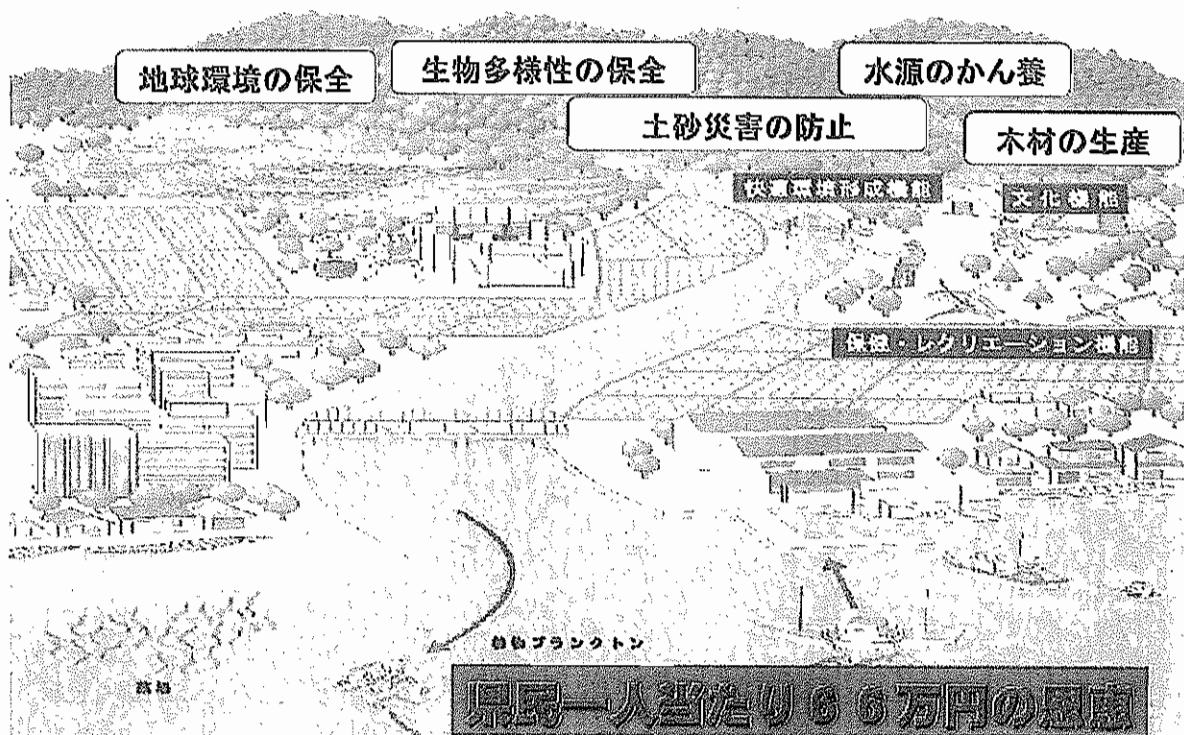 地球環境の保全
生物多様性の保全
水源のかん養
土砂災害の防止
木材の生産
快適環境形成機能
文化機能
保健・レクリエーション機能
植物プランクトン
藻場
県民一人当たり66万円の恩恵